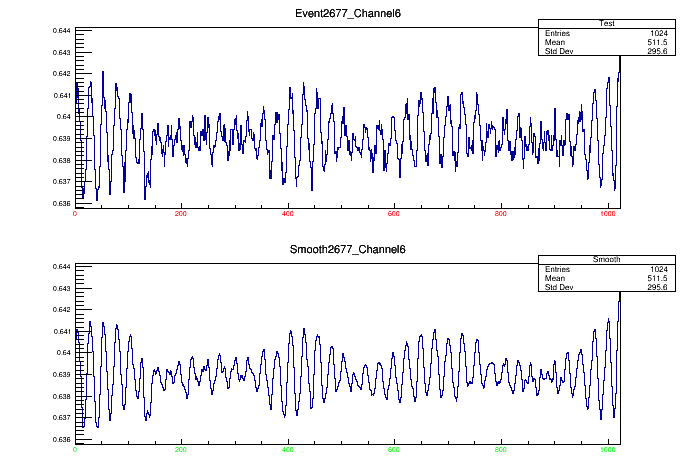 Event2677_Channel6
Test
Entries 1024
Mean 511.5
Std Dev 295.6
0.644
0.643
0.642
0.641
0.64
0.639
0.638
0.637
0.636
0 200 400 600 800 1000
Smooth2677_Channel6
Smooth
Entries 1024
Mean 511.5
Std Dev 295.6
0.644
0.643
0.642
0.641
0.64
0.639
0.638
0.637
0.636
0 200 400 600 800 1000